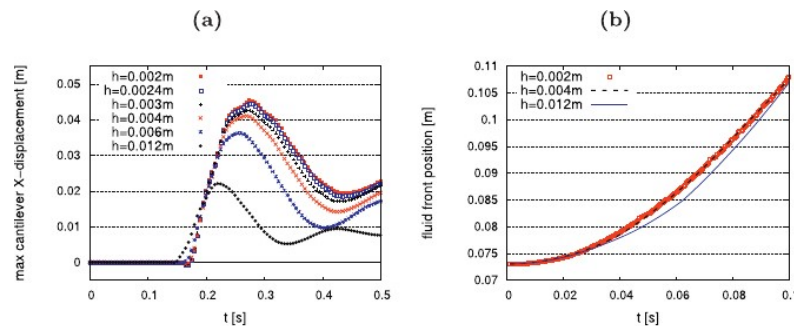 (a)
max cantilever X-displacement [m]
0.05
0.04
0.03
0.02
0.01
0
h=0.002m
h=0.0024m
h=0.003m
h=0.004m
h=0.006m
h=0.012m
0
0.1
0.2
0.3
0.4
0.5
t [s]
(b)
fluid front position [m]
0.11
0.105
0.1
0.095
0.09
0.085
0.08
0.075
0.07
h=0.002m
h=0.004m
h=0.012m
0
0.02
0.04
0.06
0.08
0.1
t [s]